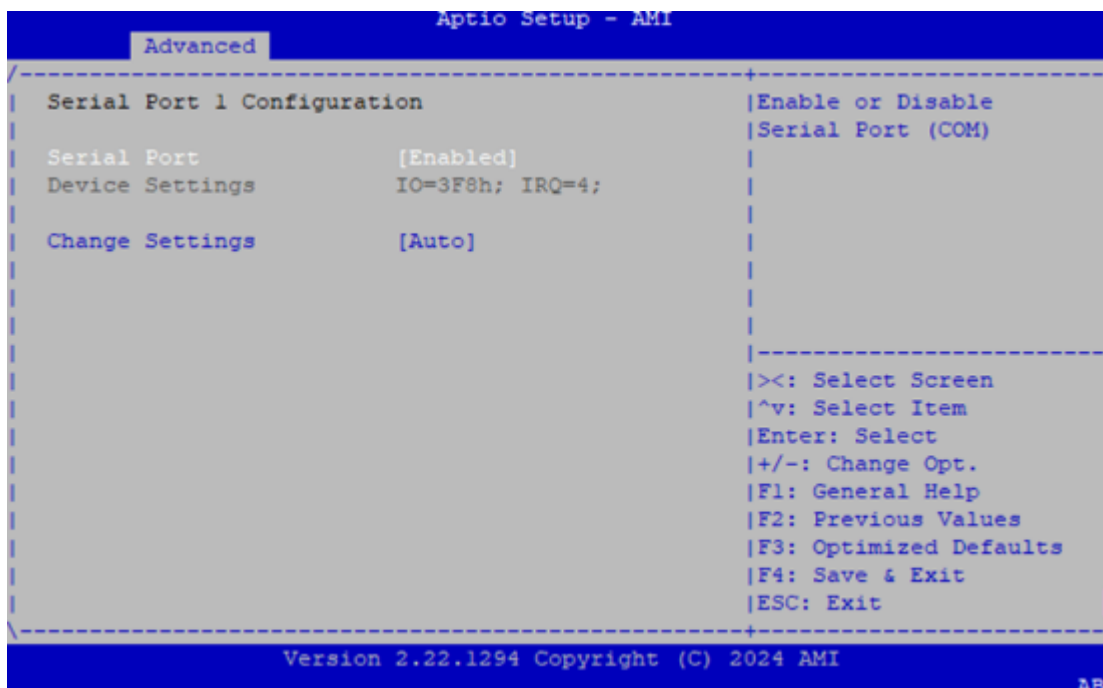 Aptio Setup - AMI
Advanced
Serial Port 1 Configuration
Serial Port [Enabled]
Device Settings IO=3F8h; IRQ=4;
Change Settings [Auto]
Enable or Disable
Serial Port (COM)
><: Select Screen
^v: Select Item
Enter: Select
+/-: Change Opt.
F1: General Help
F2: Previous Values
F3: Optimized Defaults
F4: Save & Exit
ESC: Exit
Version 2.22.1294 Copyright (C) 2024 AMI